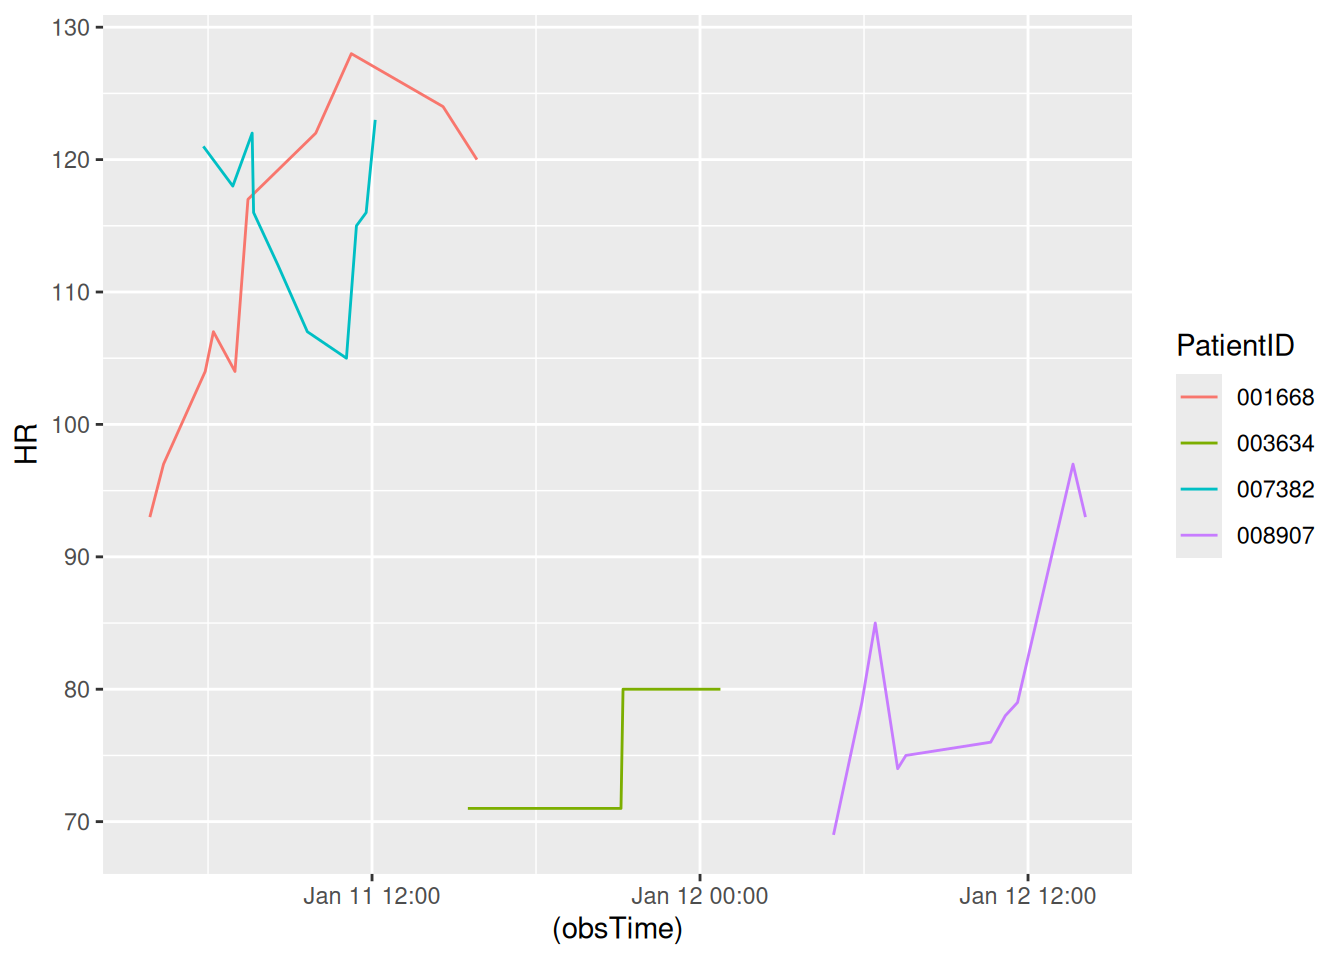 130
120
110
100
90
80
70
HR
Jan 11 12:00
Jan 12 00:00
Jan 12 12:00
(obsTime)
PatientID
001668
003634
007382
008907